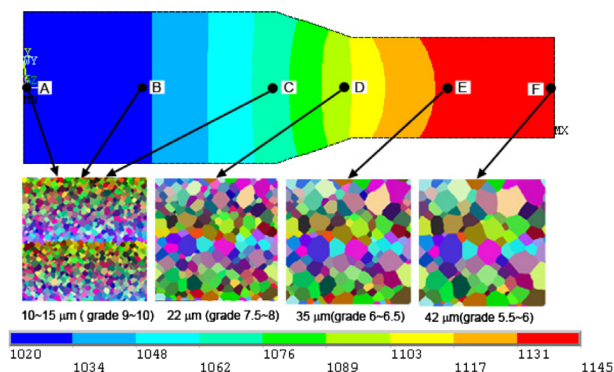 Y
A
B
C
D
E
F
MX
10~15 μm ( grade 9~10)
22 μm (grade 7.5~8)
35 μm(grade 6~6.5)
42 μm(grade 5.5~6)
1020
1034
1048
1062
1076
1089
1103
1117
1131
1145